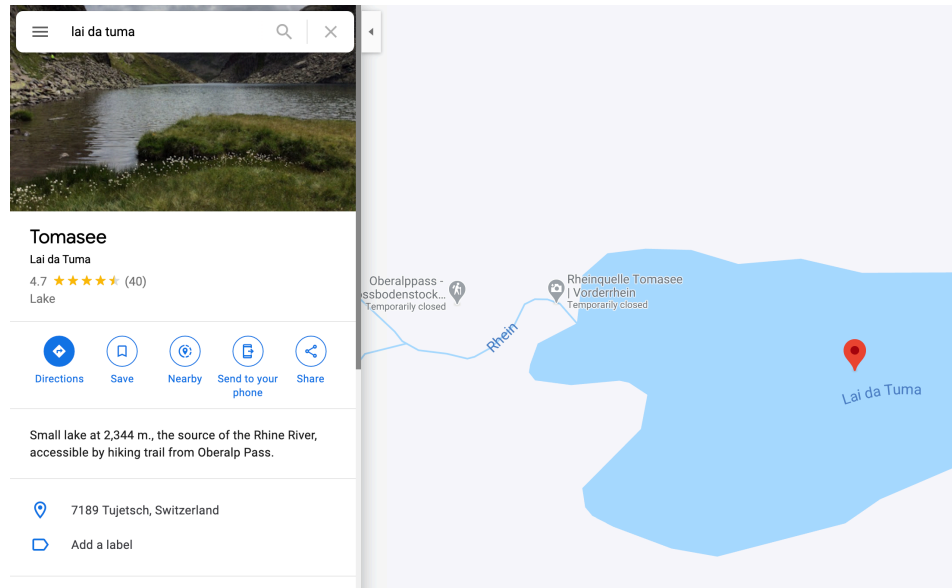 lai da tuma
Tomasee
Lai da Tuma
4.7 (40)
Lake
Directions
Save
Nearby
Send to your
phone
Share
Small lake at 2,344 m., the source of the Rhine River,
accessible by hiking trail from Oberalp Pass.
7189 Tujetsch, Switzerland
Add a label
Oberalppass -
ssbodenstock...
Temporarily closed
Rhein
Rheinquelle Tomasee
| Vorderrhein
Temporarily closed
Lai da Tuma